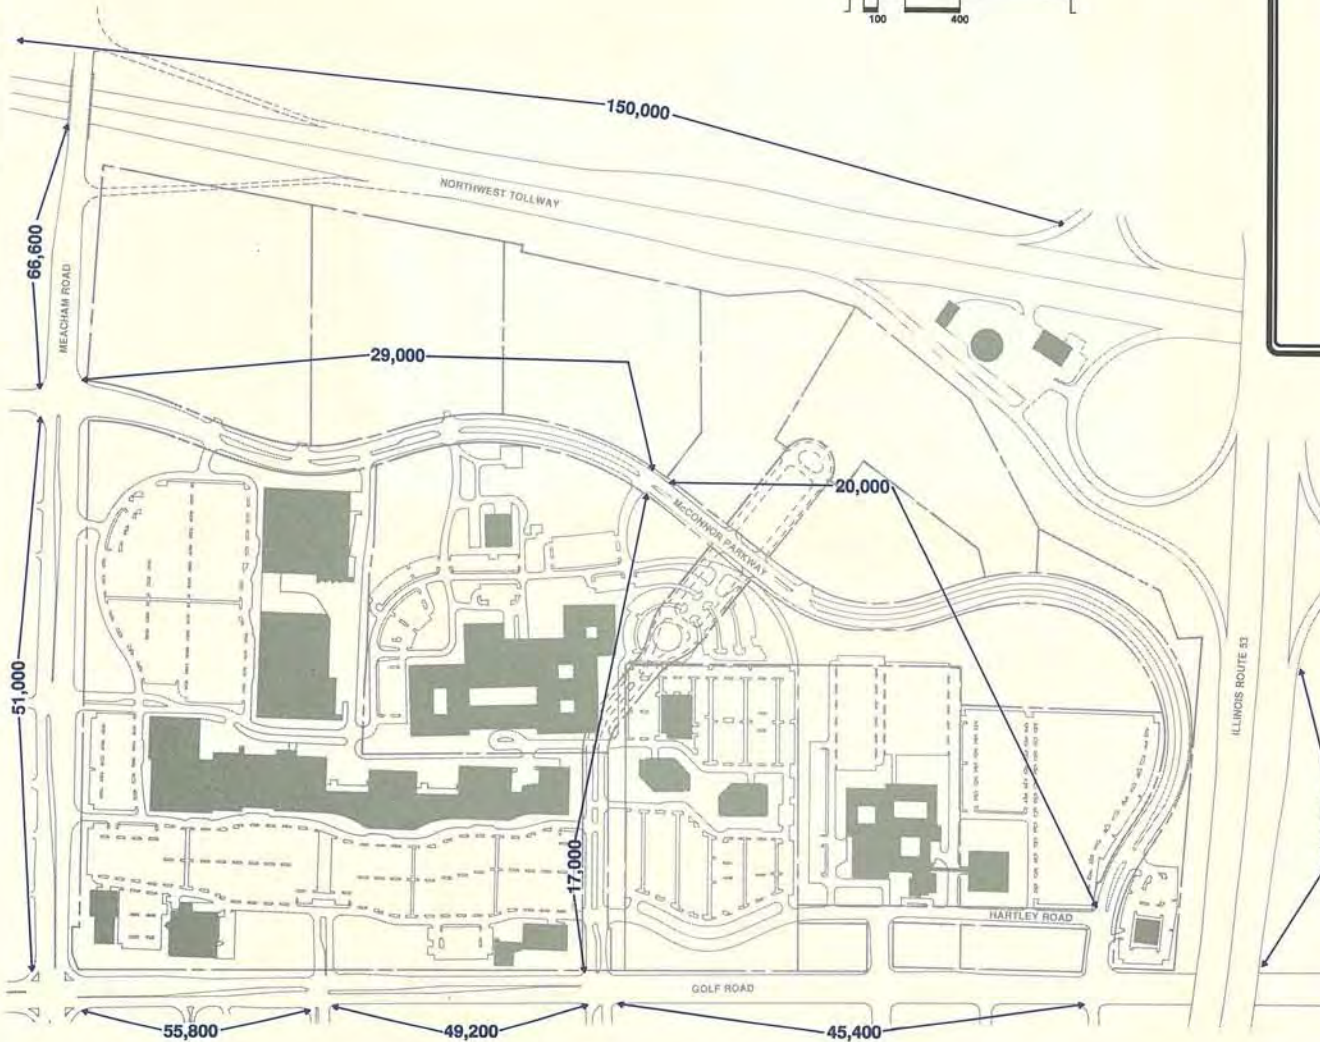 100
400
150,000
NORTHWEST TOLLWAY
66,600
MEACHAM ROAD
29,000
20,000
McCONNOR PARKWAY
51,000
ILLINOIS ROUTE 53
17,000
HARTLEY ROAD
GOLF ROAD
55,800
49,200
45,400